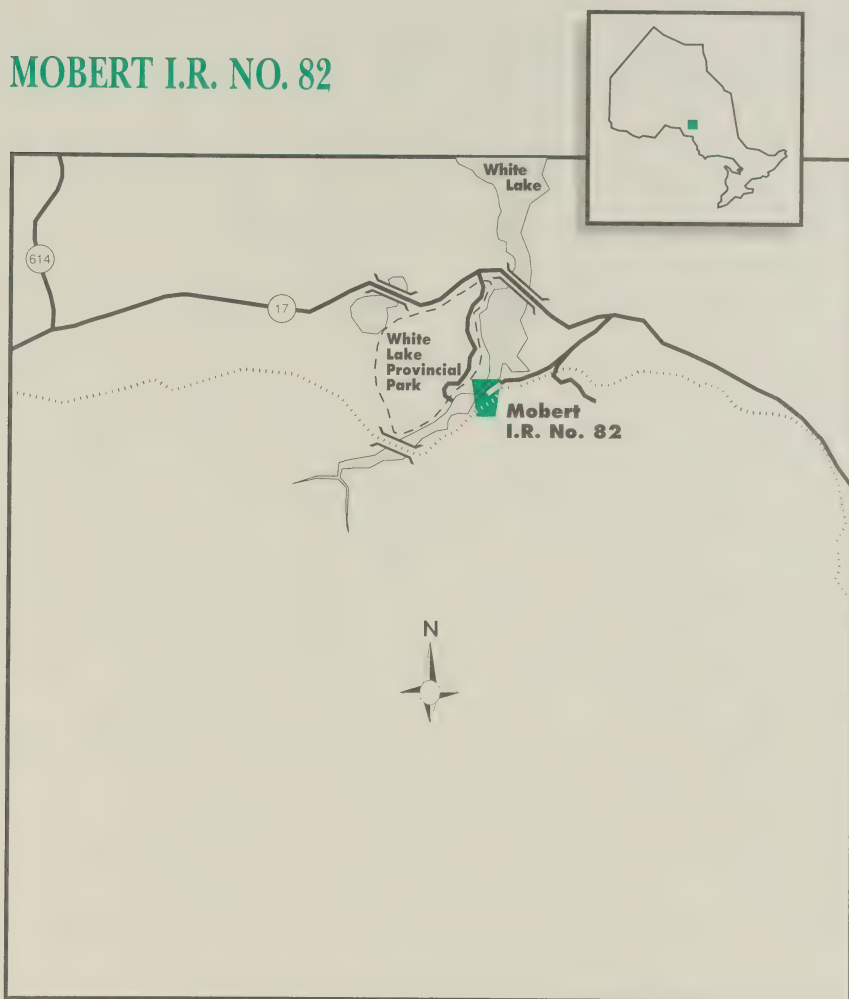 MOBERT I.R. NO. 82
White
Lake
614
17
White
Lake
Provincial
Park
Mobert
I.R. No. 82
N